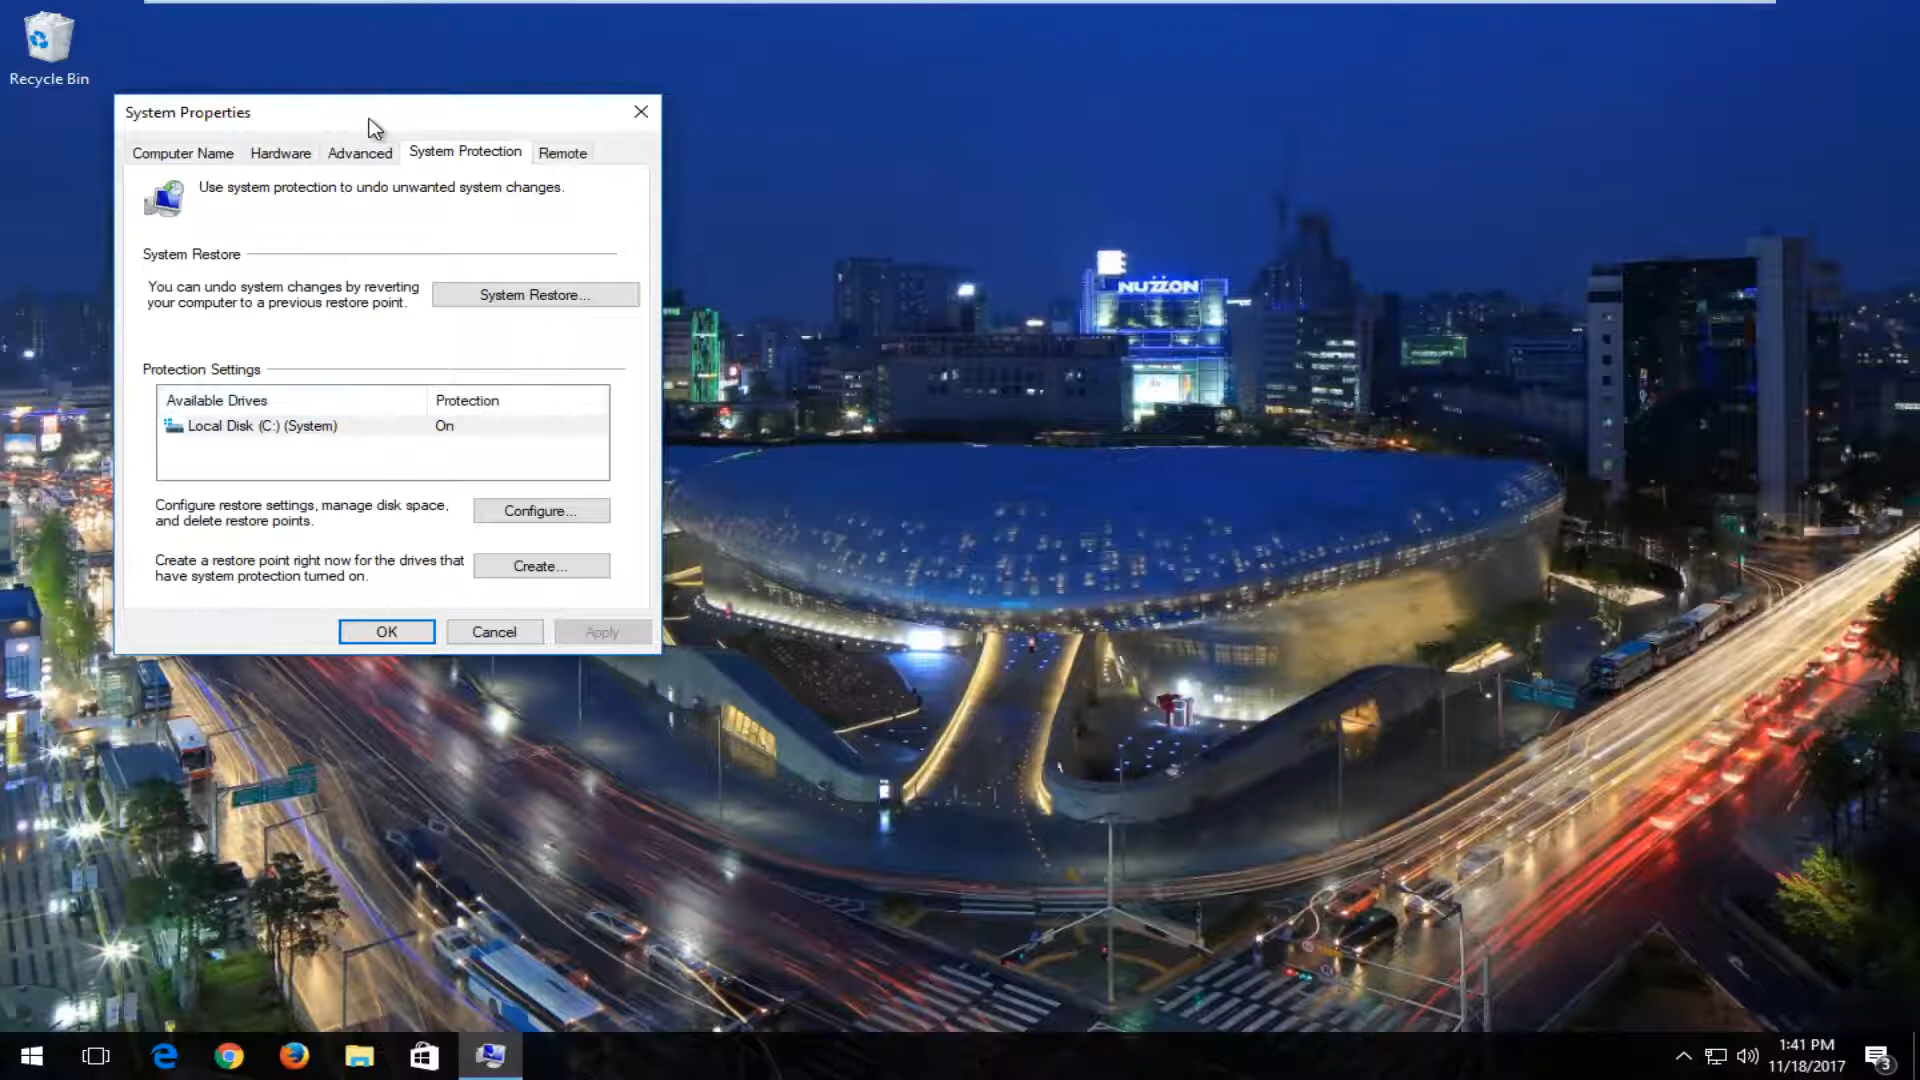 Recycle Bin
System Properties
Computer Name
Hardware
Advanced
System Protection
Remote
Use system protection to undo unwanted system changes.
System Restore
You can undo system changes by reverting
your computer to a previous restore point.
System Restore...
Protection Settings
Available Drives
Protection
Local Disk (C:) (System)
On
Configure restore settings, manage disk space,
and delete restore points.
Configure...
Create a restore point right now for the drives that
have system protection turned on.
Create...
OK
Cancel
Apply
NUZZON
1:41 PM
11/18/2017
3